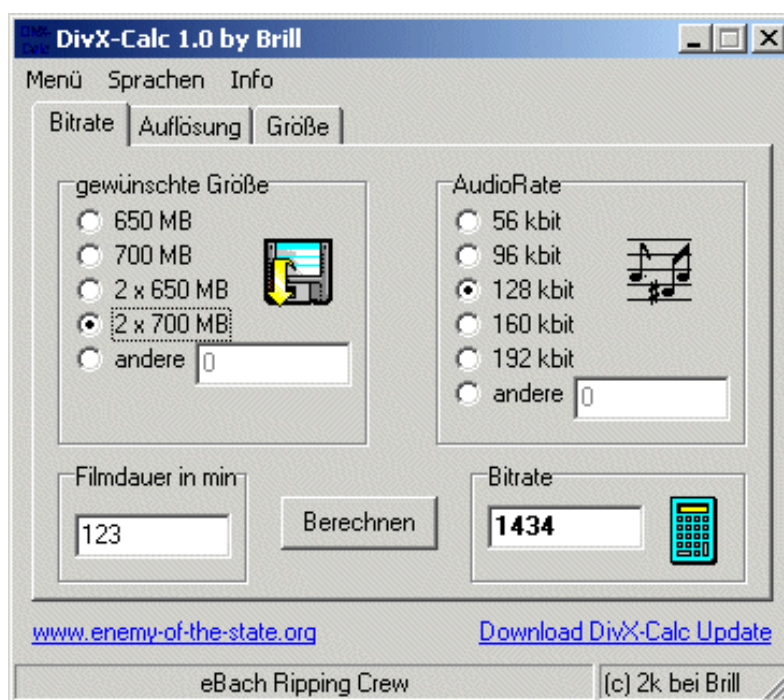 DivX-Calc 1.0 by Brill
Menü Sprachen Info
Bitrate Auflösung Größe
gewünschte Größe
650 MB
700 MB
2 x 650 MB
2 x 700 MB
andere 0
AudioRate
56 kbit
96 kbit
128 kbit
160 kbit
192 kbit
andere 0
Filmdauer in min
123
Berechnen
Bitrate
1434
www.enemy-of-the-state.org Download DivX-Calc Update
eBach Ripping Crew (c) 2k bei Brill